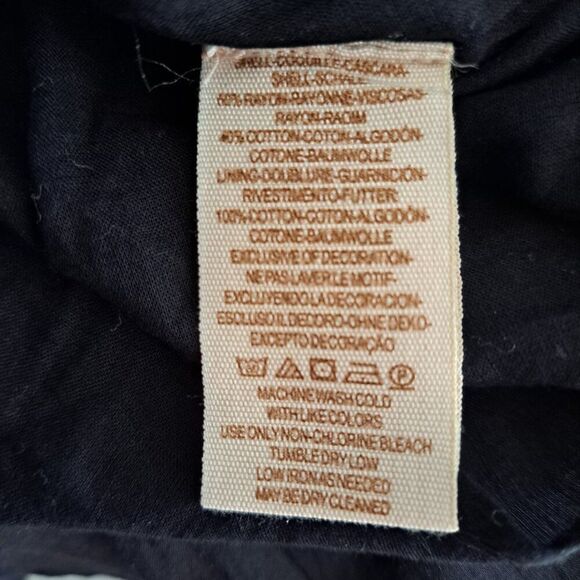 SHELL-COQUILLE-CASCARA-
SHELL-SCHALE
60% RAYON-RAYONNE-VISCOSAS-
RAYON-RAOIM
40% COTTON-COTON-ALGODÓN-
COTONE-BAUMWOLLE
LINING-DOUBLURE-GUARNICIÓN-
RIVESTIMENTO-FUTTER
100% COTTON-COTON-ALGODÓN-
COTONE-BAUMWOLLE
EXCLUSIVE OF DECORATION-
NE PAS LAVER LE MOTIF-
EXCLUYENDO LA DECORACION-
ESCLUSO IL DECORO-OHNE DEKO-
EXCEPTO DECORAÇÃO
P
MACHINE WASH COLD
WITH LIKE COLORS
USE ONLY NON-CHLORINE BLEACH
TUMBLE DRY LOW
LOW IRON AS NEEDED
MAY BE DRY CLEANED